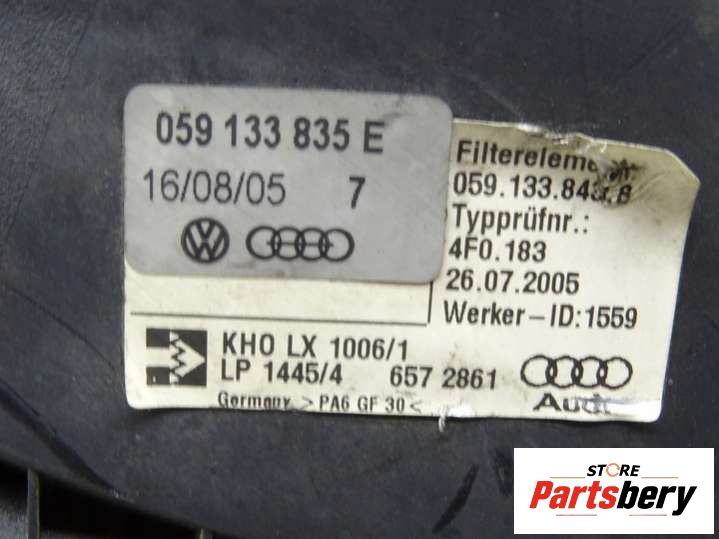 059 133 835 E
16/08/05 7
Filterelement
059.133.843.B
Typprüfnr.:
4F0.183
26.07.2005
Werker-ID:1559
KHO LX 1006/1
LP 1445/4 657 2861
Audi
Germany >PA6 GF 30<
STORE
Partsbery